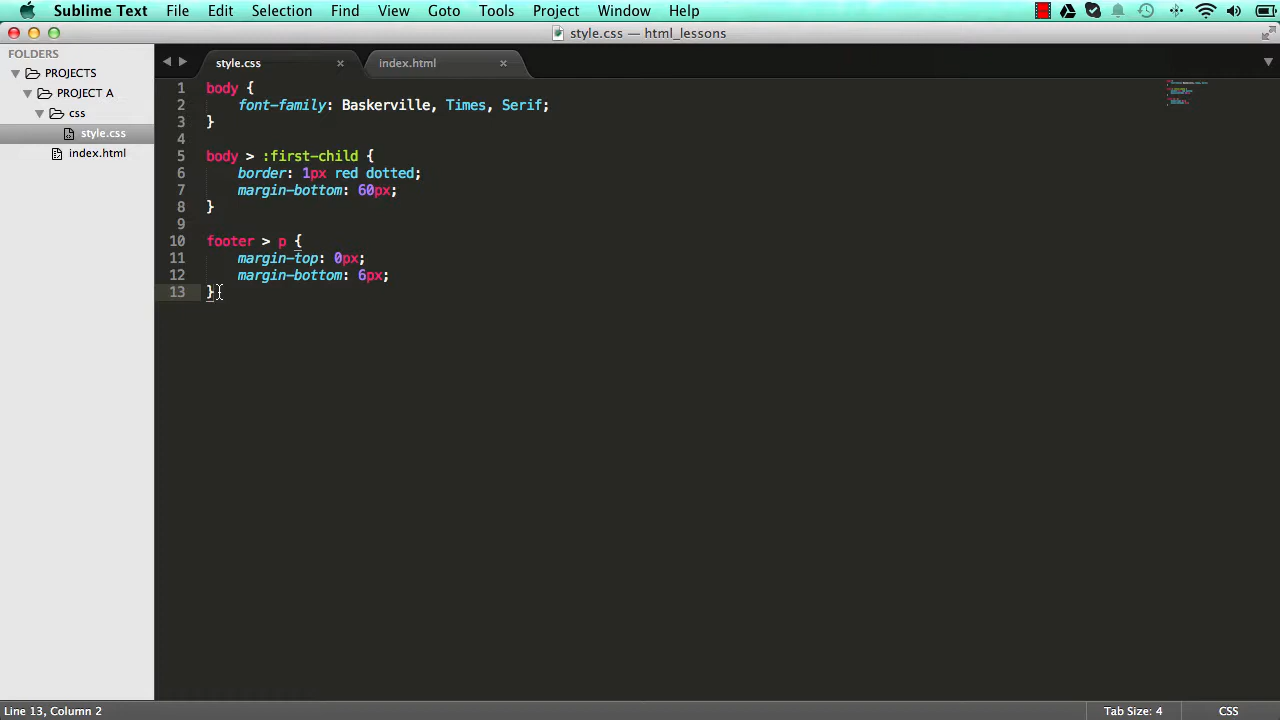 Sublime Text File Edit Selection Find View Goto Tools Project Window Help
style.css — html_lessons
FOLDERS
PROJECTS
PROJECT A
css
style.css
index.html
style.css × index.html ×
1 body {
2 font-family: Baskerville, Times, Serif;
3 }
4
5 body > :first-child {
6 border: 1px red dotted;
7 margin-bottom: 60px;
8 }
9
10 footer > p {
11 margin-top: 0px;
12 margin-bottom: 6px;
13 }
Line 13, Column 2 Tab Size: 4 CSS